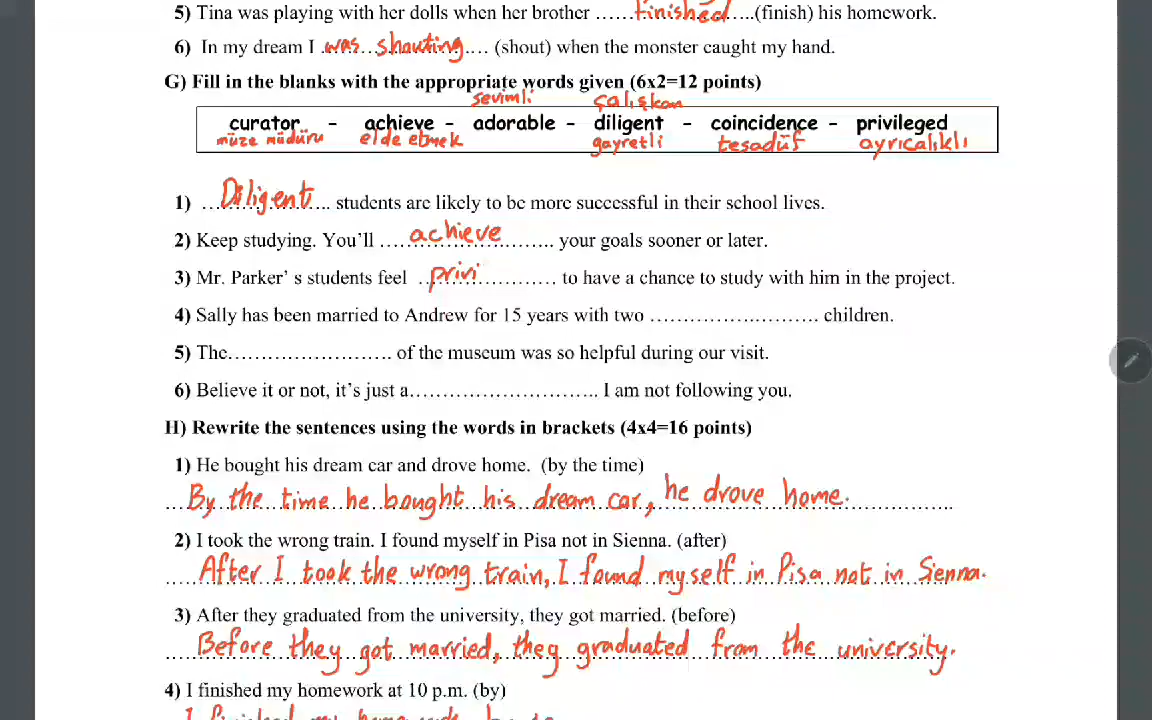 5) Tina was playing with her dolls when her brother ……finished…..(finish) his homework.
6) In my dream I was shouting…. (shout) when the monster caught my hand.
G) Fill in the blanks with the appropriate words given (6x2=12 points)
sevimli çalışkan
curator - achieve - adorable - diligent - coincidence - privileged
müze müdürü elde etmek gayretli tesadüf ayrıcalıklı
1) …Diligent….. students are likely to be more successful in their school lives.
2) Keep studying. You'll ….achieve……….. your goals sooner or later.
3) Mr. Parker' s students feel ..privi………… to have a chance to study with him in the project.
4) Sally has been married to Andrew for 15 years with two …………….………. children.
5) The……………………. of the museum was so helpful during our visit.
6) Believe it or not, it's just a………………………. I am not following you.
H) Rewrite the sentences using the words in brackets (4x4=16 points)
1) He bought his dream car and drove home. (by the time)
By the time he bought his dream car, he drove home.
2) I took the wrong train. I found myself in Pisa not in Sienna. (after)
After I took the wrong train, I found myself in Pisa not in Sienna.
3) After they graduated from the university, they got married. (before)
Before they got married, they graduated from the university.
4) I finished my homework at 10 p.m. (by)
I finished my homework by